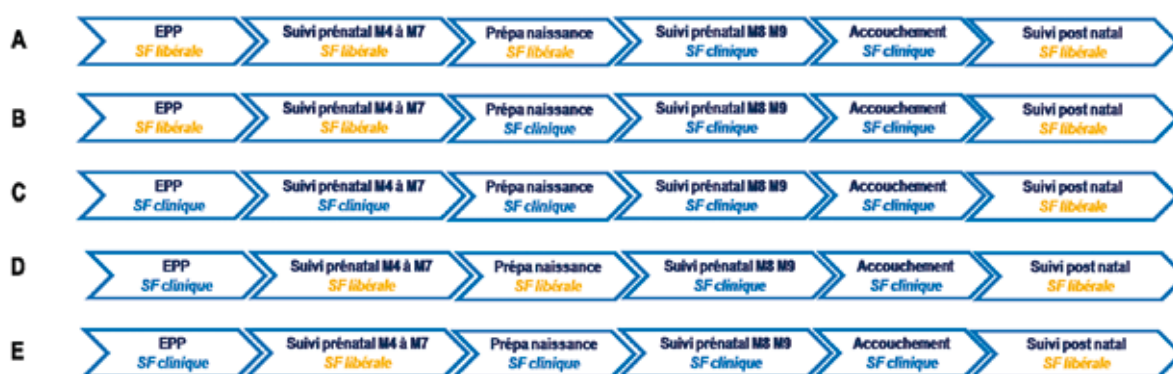 A
EPP
SF libérale
Suivi prénatal M4 à M7
SF libérale
Prépa naissance
SF libérale
Suivi prénatal M8 M9
SF clinique
Accouchement
SF clinique
Suivi post natal
SF libérale
B
EPP
SF libérale
Suivi prénatal M4 à M7
SF libérale
Prépa naissance
SF clinique
Suivi prénatal M8 M9
SF clinique
Accouchement
SF clinique
Suivi post natal
SF libérale
C
EPP
SF clinique
Suivi prénatal M4 à M7
SF clinique
Prépa naissance
SF clinique
Suivi prénatal M8 M9
SF clinique
Accouchement
SF clinique
Suivi post natal
SF libérale
D
EPP
SF clinique
Suivi prénatal M4 à M7
SF libérale
Prépa naissance
SF libérale
Suivi prénatal M8 M9
SF clinique
Accouchement
SF clinique
Suivi post natal
SF libérale
E
EPP
SF clinique
Suivi prénatal M4 à M7
SF libérale
Prépa naissance
SF clinique
Suivi prénatal M8 M9
SF clinique
Accouchement
SF clinique
Suivi post natal
SF libérale